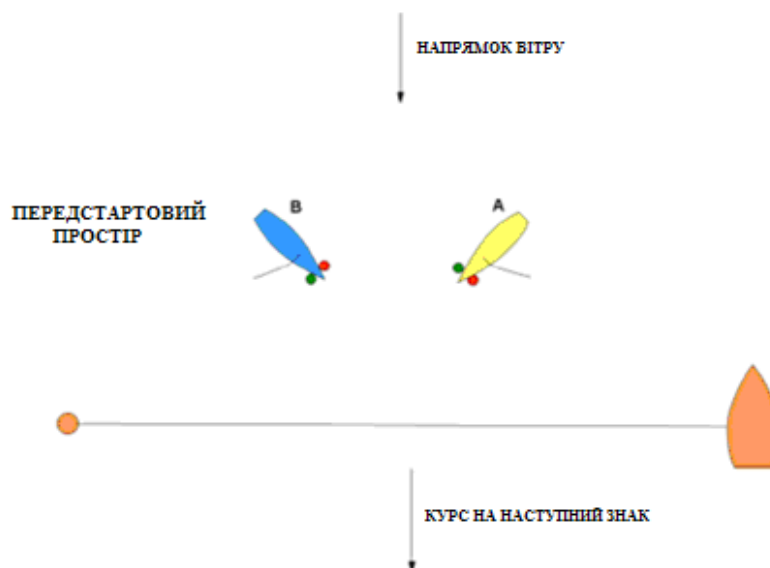 НАПРЯМОК ВІТРУ
B
A
ПЕРЕДСТАРТОВИЙ
ПРОСТІР
КУРС НА НАСТУПНИЙ ЗНАК